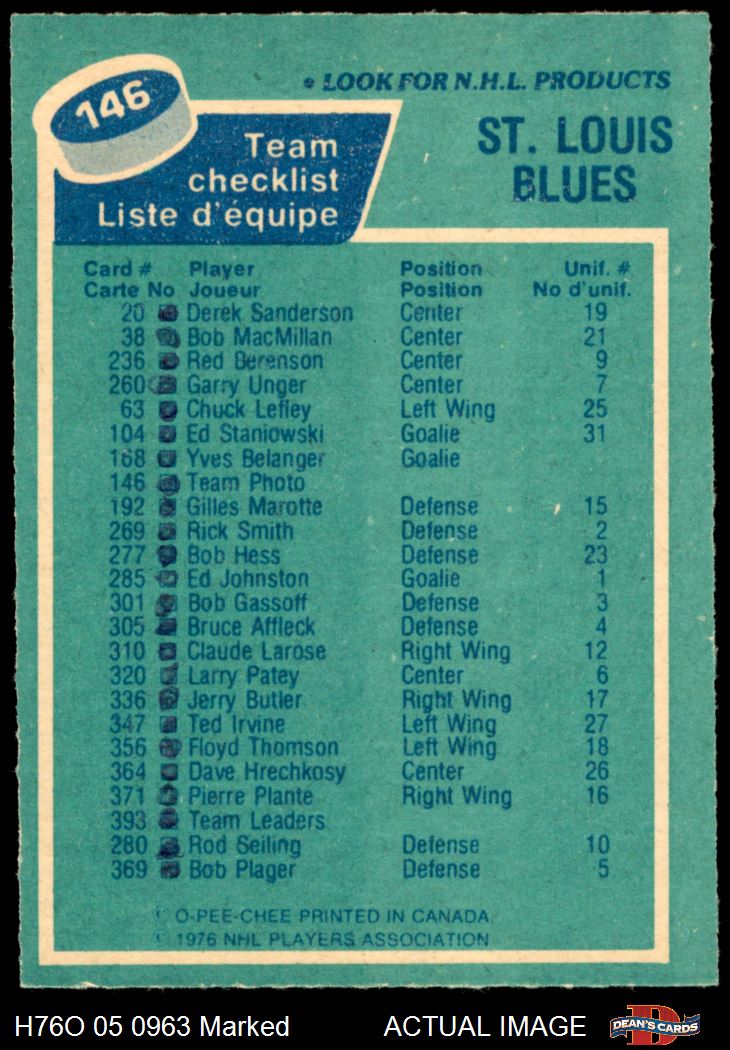 146
• LOOK FOR N.H.L. PRODUCTS
Team checklist
Liste d'équipe
ST. LOUIS BLUES
Card # Player Position Unif. #
Carte No Joueur Position No d'unif.
20 Derek Sanderson Center 19
38 Bob MacMillan Center 21
236 Red Berenson Center 9
260 Garry Unger Center 7
63 Chuck Lefley Left Wing 25
104 Ed Staniowski Goalie 31
168 Yves Belanger Goalie
146 Team Photo
192 Gilles Marotte Defense 15
269 Rick Smith Defense 2
277 Bob Hess Defense 23
285 Ed Johnston Goalie 1
301 Bob Gassoff Defense 3
305 Bruce Affleck Defense 4
310 Claude Larose Right Wing 12
320 Larry Patey Center 6
336 Jerry Butler Right Wing 17
347 Ted Irvine Left Wing 27
356 Floyd Thomson Left Wing 18
364 Dave Hrechkosy Center 26
371 Pierre Plante Right Wing 16
393 Team Leaders
280 Rod Seiling Defense 10
369 Bob Plager Defense 5
© O-PEE-CHEE PRINTED IN CANADA.
© 1976 NHL PLAYERS ASSOCIATION
H76O 05 0963 Marked ACTUAL IMAGE
DEAN'S CARDS